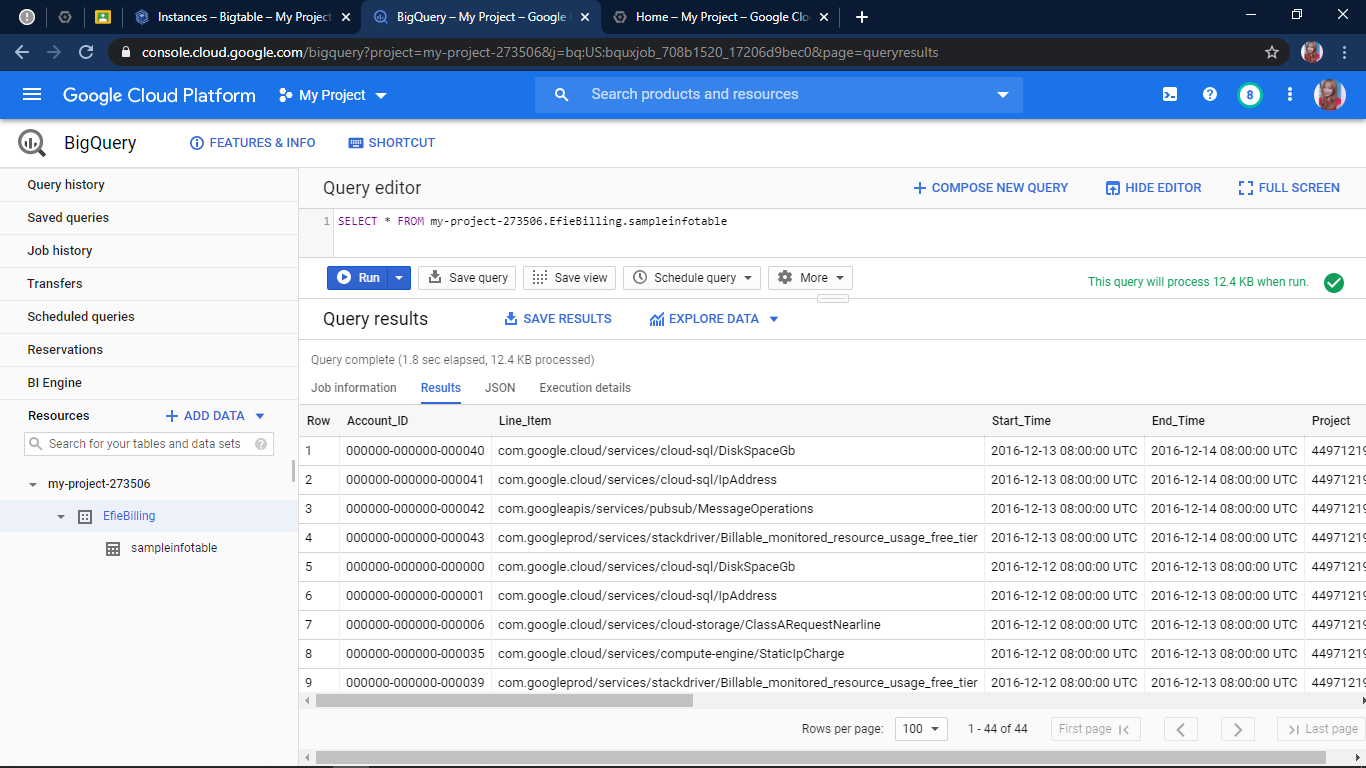 Instances – Bigtable – My Project
BigQuery – My Project – Google C
Home – My Project – Google Clo
console.cloud.google.com/bigquery?project=my-project-273506&j=bq:US:bquxjob_708b1520_17206d9bec0&page=queryresults
Google Cloud Platform
My Project
Search products and resources
8
BigQuery
FEATURES & INFO
SHORTCUT
Query history
Saved queries
Job history
Transfers
Scheduled queries
Reservations
BI Engine
Resources
ADD DATA
Search for your tables and data sets
my-project-273506
EfieBilling
sampleinfotable
Query editor
COMPOSE NEW QUERY
HIDE EDITOR
FULL SCREEN
1 SELECT * FROM my-project-273506.EfieBilling.sampleinfotable
Run
Save query
Save view
Schedule query
More
This query will process 12.4 KB when run.
Query results
SAVE RESULTS
EXPLORE DATA
Query complete (1.8 sec elapsed, 12.4 KB processed)
Job information
Results
JSON
Execution details
Row Account_ID Line_Item Start_Time End_Time Project
1 000000-000000-000040 com.google.cloud/services/cloud-sql/DiskSpaceGb 2016-12-13 08:00:00 UTC 2016-12-14 08:00:00 UTC 44971219
2 000000-000000-000041 com.google.cloud/services/cloud-sql/IpAddress 2016-12-13 08:00:00 UTC 2016-12-14 08:00:00 UTC 44971219
3 000000-000000-000042 com.googleapis/services/pubsub/MessageOperations 2016-12-13 08:00:00 UTC 2016-12-14 08:00:00 UTC 44971219
4 000000-000000-000043 com.googleprod/services/stackdriver/Billable_monitored_resource_usage_free_tier 2016-12-13 08:00:00 UTC 2016-12-14 08:00:00 UTC 44971219
5 000000-000000-000000 com.google.cloud/services/cloud-sql/DiskSpaceGb 2016-12-12 08:00:00 UTC 2016-12-13 08:00:00 UTC 44971219
6 000000-000000-000001 com.google.cloud/services/cloud-sql/IpAddress 2016-12-12 08:00:00 UTC 2016-12-13 08:00:00 UTC 44971219
7 000000-000000-000006 com.google.cloud/services/cloud-storage/ClassARequestNearline 2016-12-12 08:00:00 UTC 2016-12-13 08:00:00 UTC 44971219
8 000000-000000-000035 com.google.cloud/services/compute-engine/StaticIpCharge 2016-12-12 08:00:00 UTC 2016-12-13 08:00:00 UTC 44971219
9 000000-000000-000039 com.googleprod/services/stackdriver/Billable_monitored_resource_usage_free_tier 2016-12-12 08:00:00 UTC 2016-12-13 08:00:00 UTC 44971219
Rows per page: 100 1 - 44 of 44 First page Last page